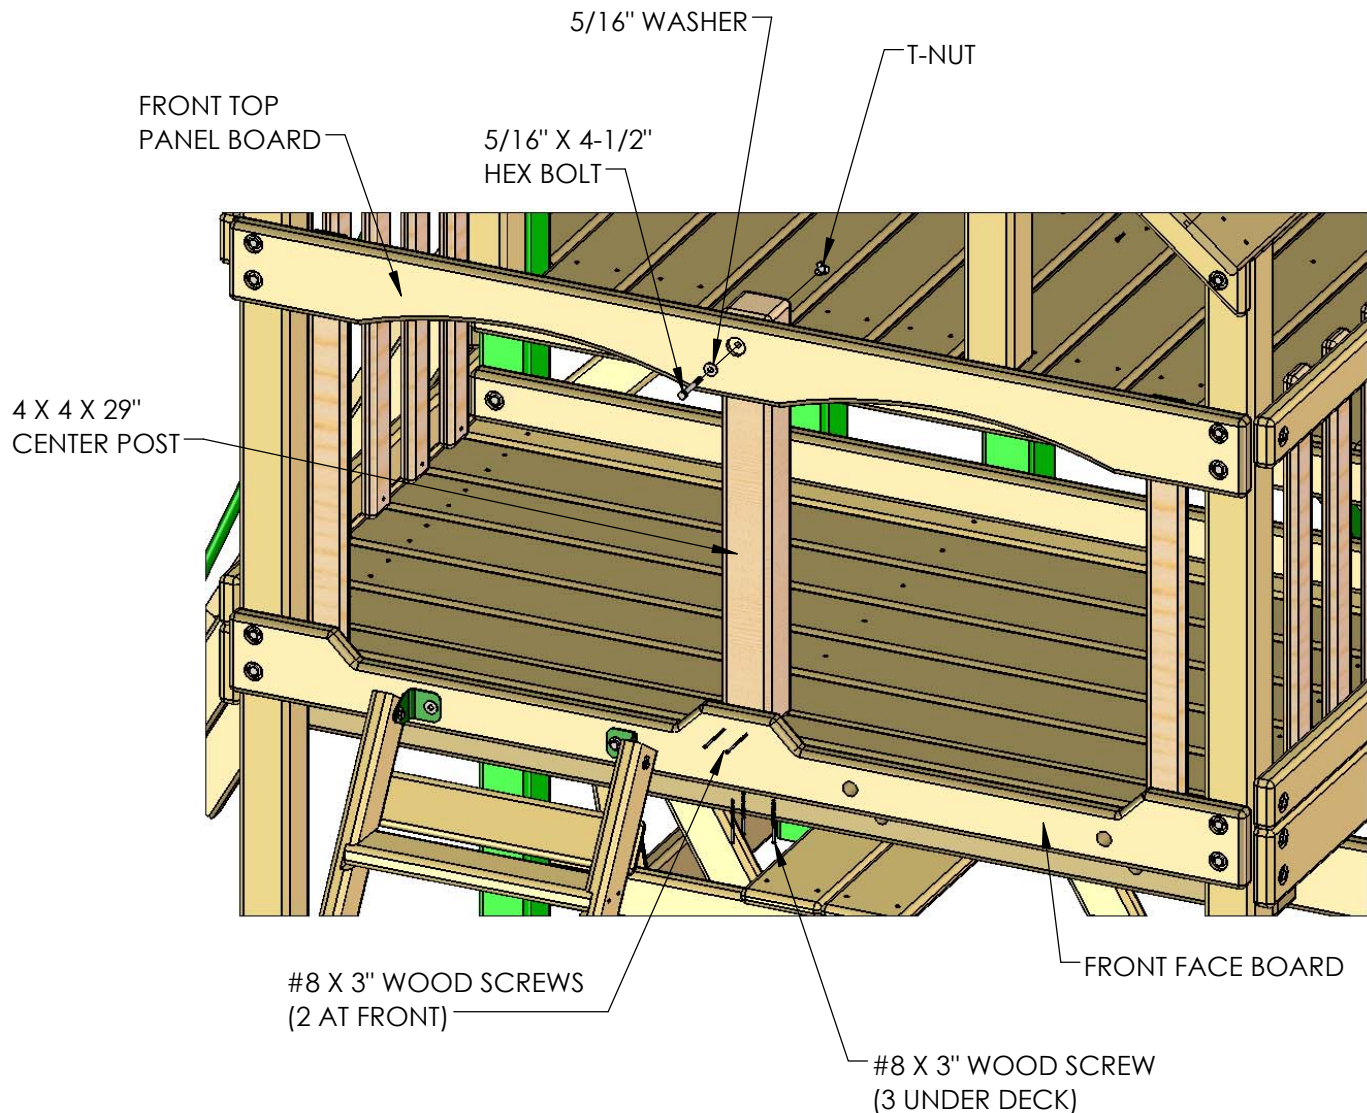 5/16" WASHER
T-NUT
FRONT TOP
PANEL BOARD
5/16" X 4-1/2"
HEX BOLT
4 X 4 X 29"
CENTER POST
FRONT FACE BOARD
#8 X 3" WOOD SCREWS
(2 AT FRONT)
#8 X 3" WOOD SCREW
(3 UNDER DECK)